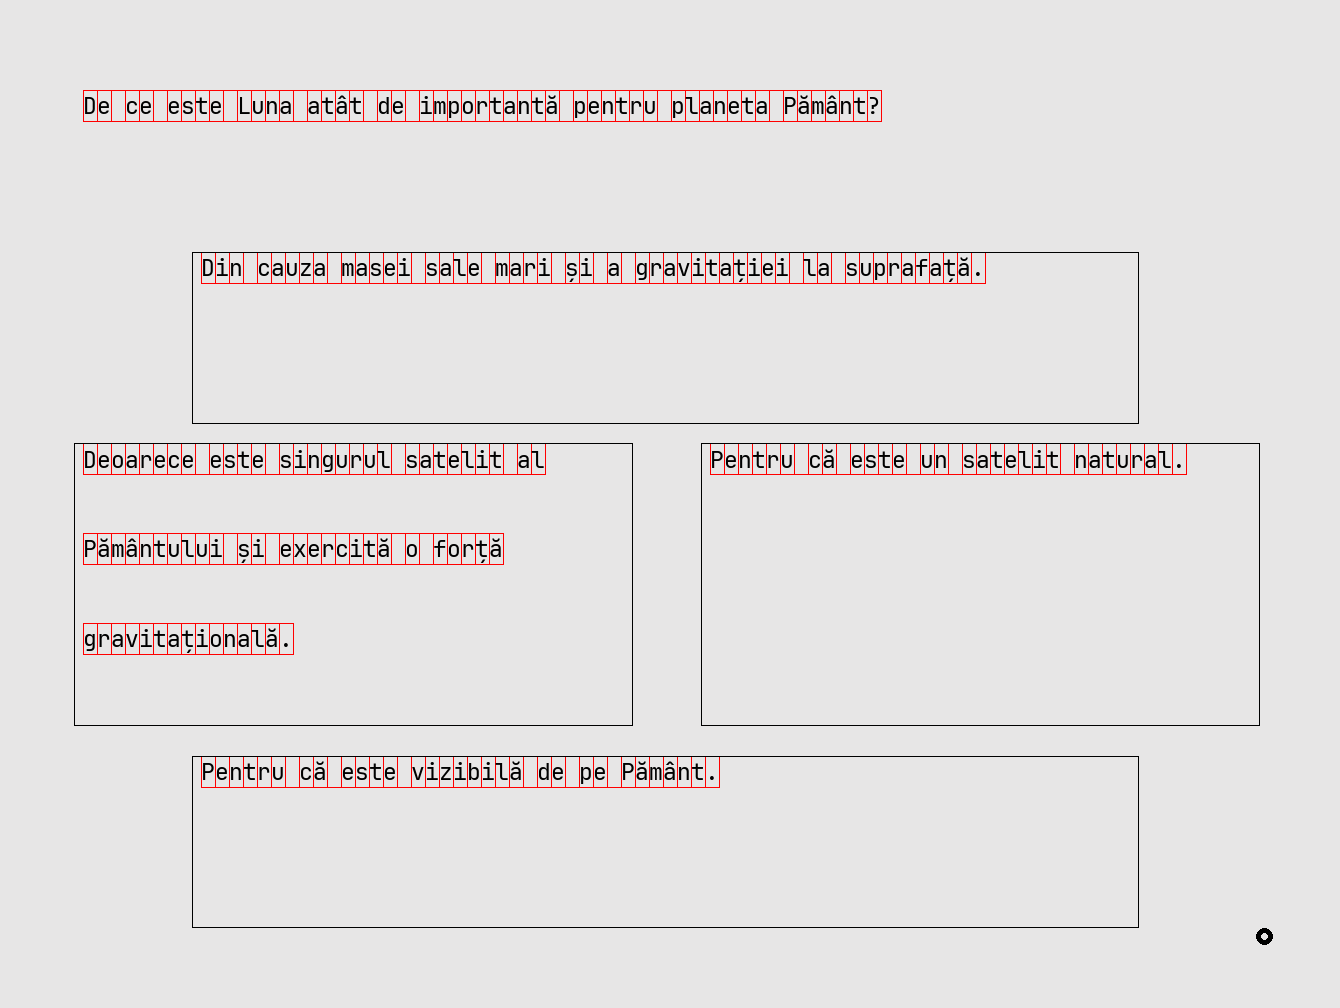 De ce este Luna atât de importantă pentru planeta Pământ?
Din cauza masei sale mari și a gravitației la suprafață.
Deoarece este singurul satelit al
Pământului și exercită o forță
gravitațională.
Pentru că este un satelit natural.
Pentru că este vizibilă de pe Pământ.